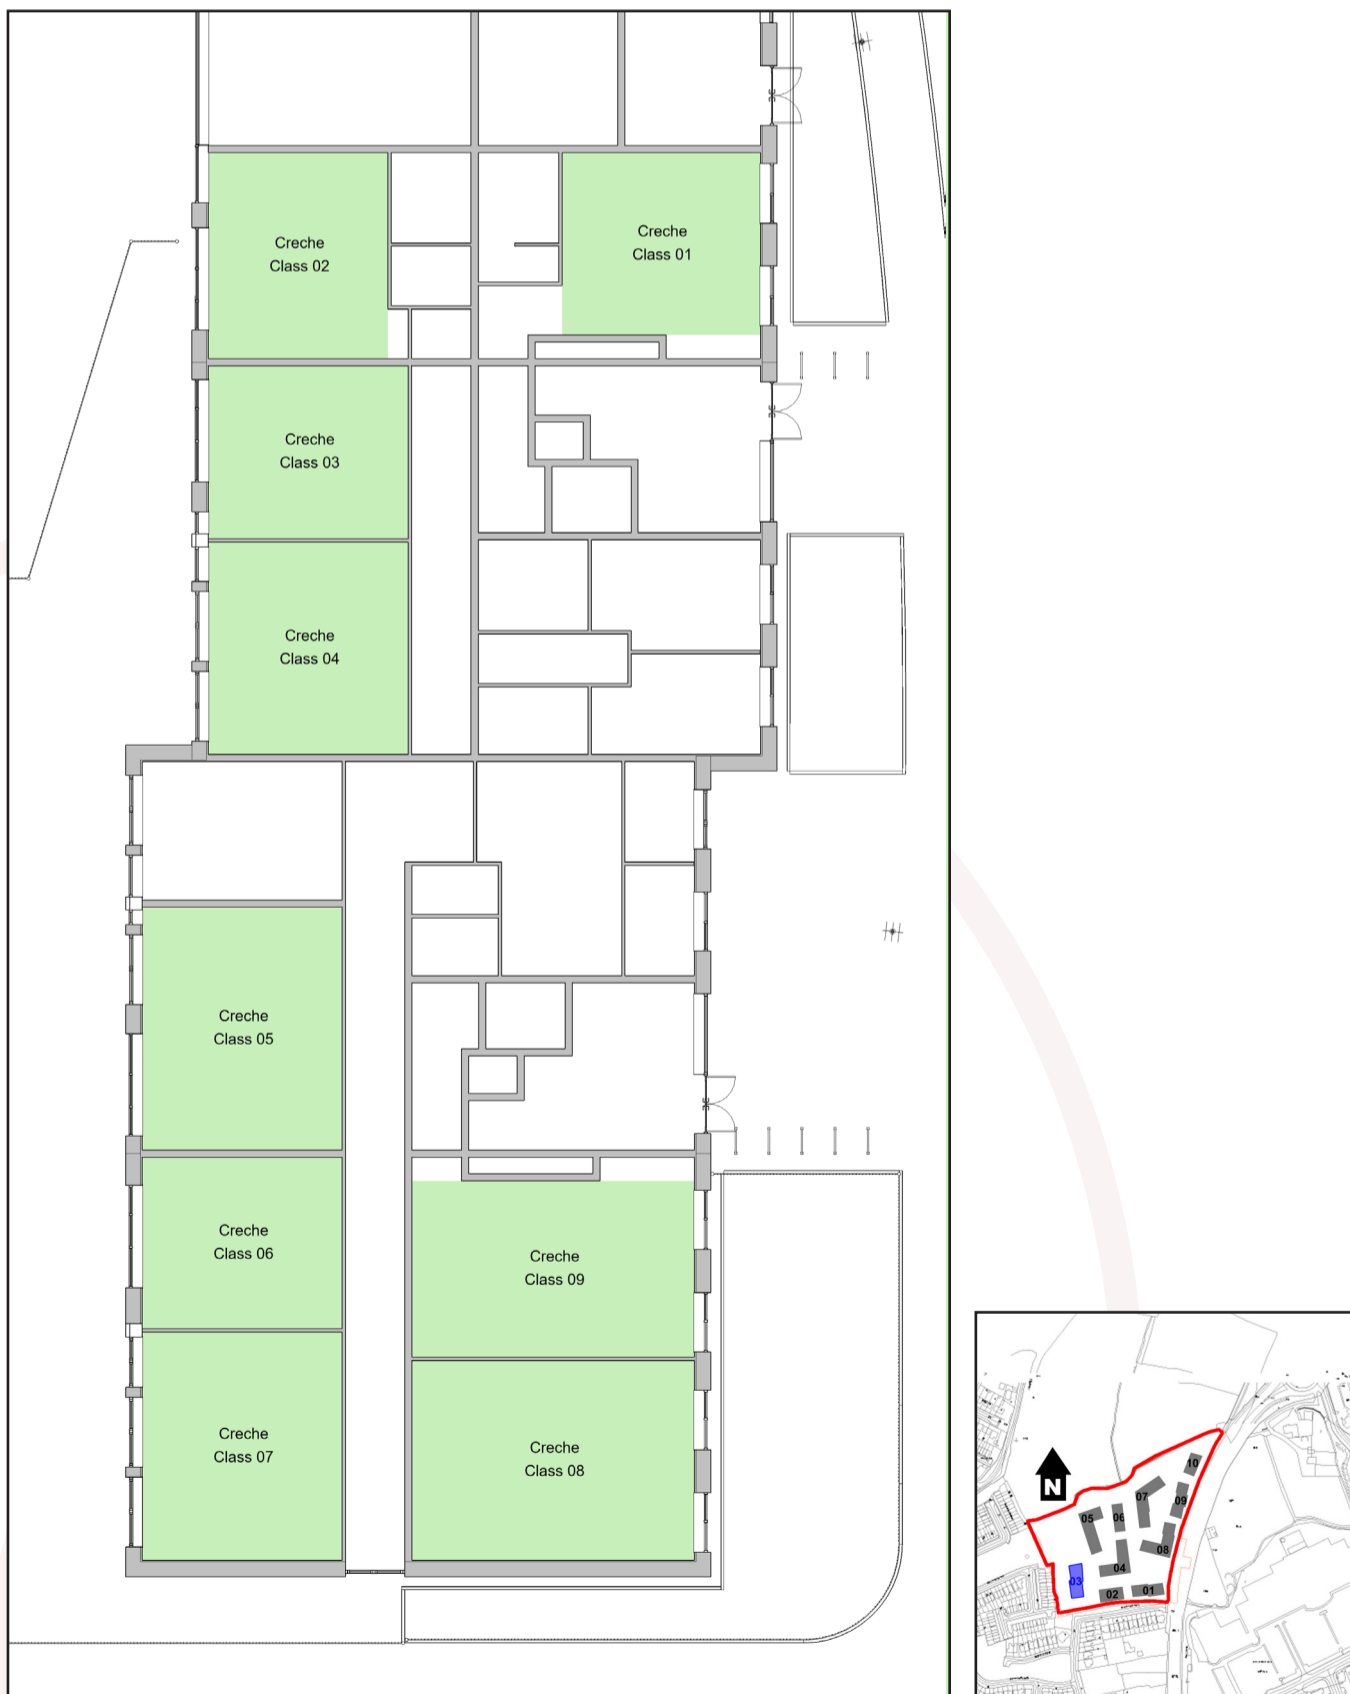 Creche
Class 02
Creche
Class 01
Creche
Class 03
Creche
Class 04
Creche
Class 05
Creche
Class 06
Creche
Class 09
Creche
Class 07
Creche
Class 08
N
10
07
09
05
06
08
04
03
02
01